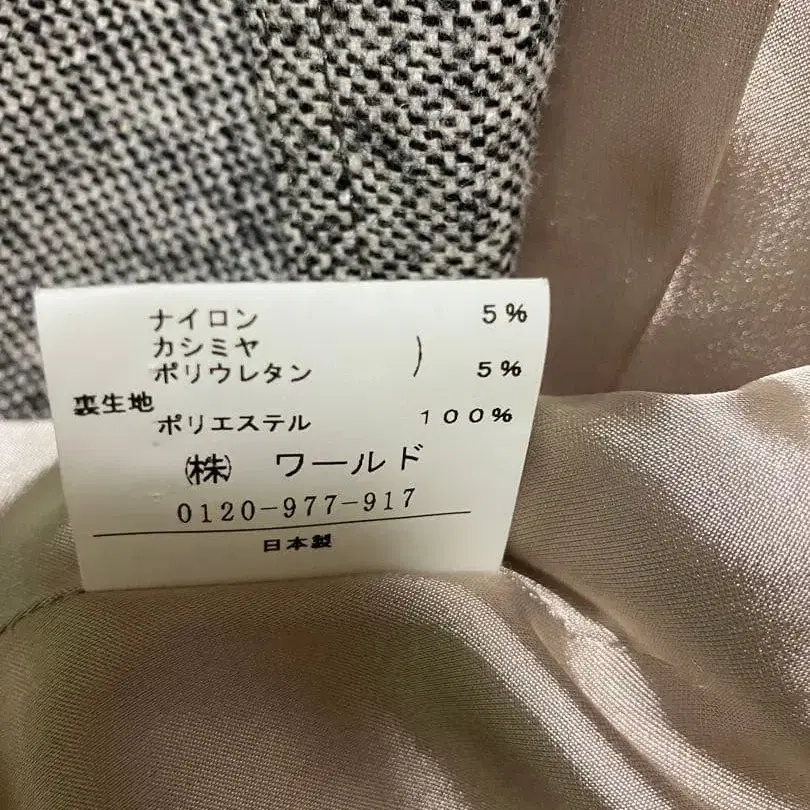 ナイロン 5%
カシミヤ
ポリウレタン ) 5%
裏生地
ポリエステル 100%
㈱ ワールド
0120-977-917
日本製